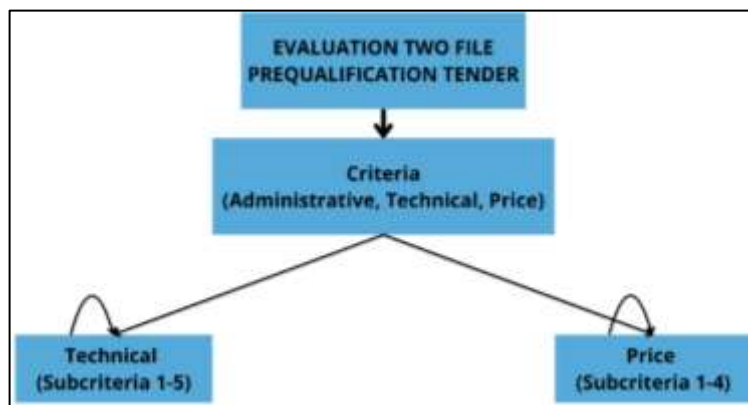 EVALUATION TWO FILE
PREQUALIFICATION TENDER
Criteria
(Administrative, Technical, Price)
Technical
(Subcriteria 1-5)
Price
(Subcriteria 1-4)